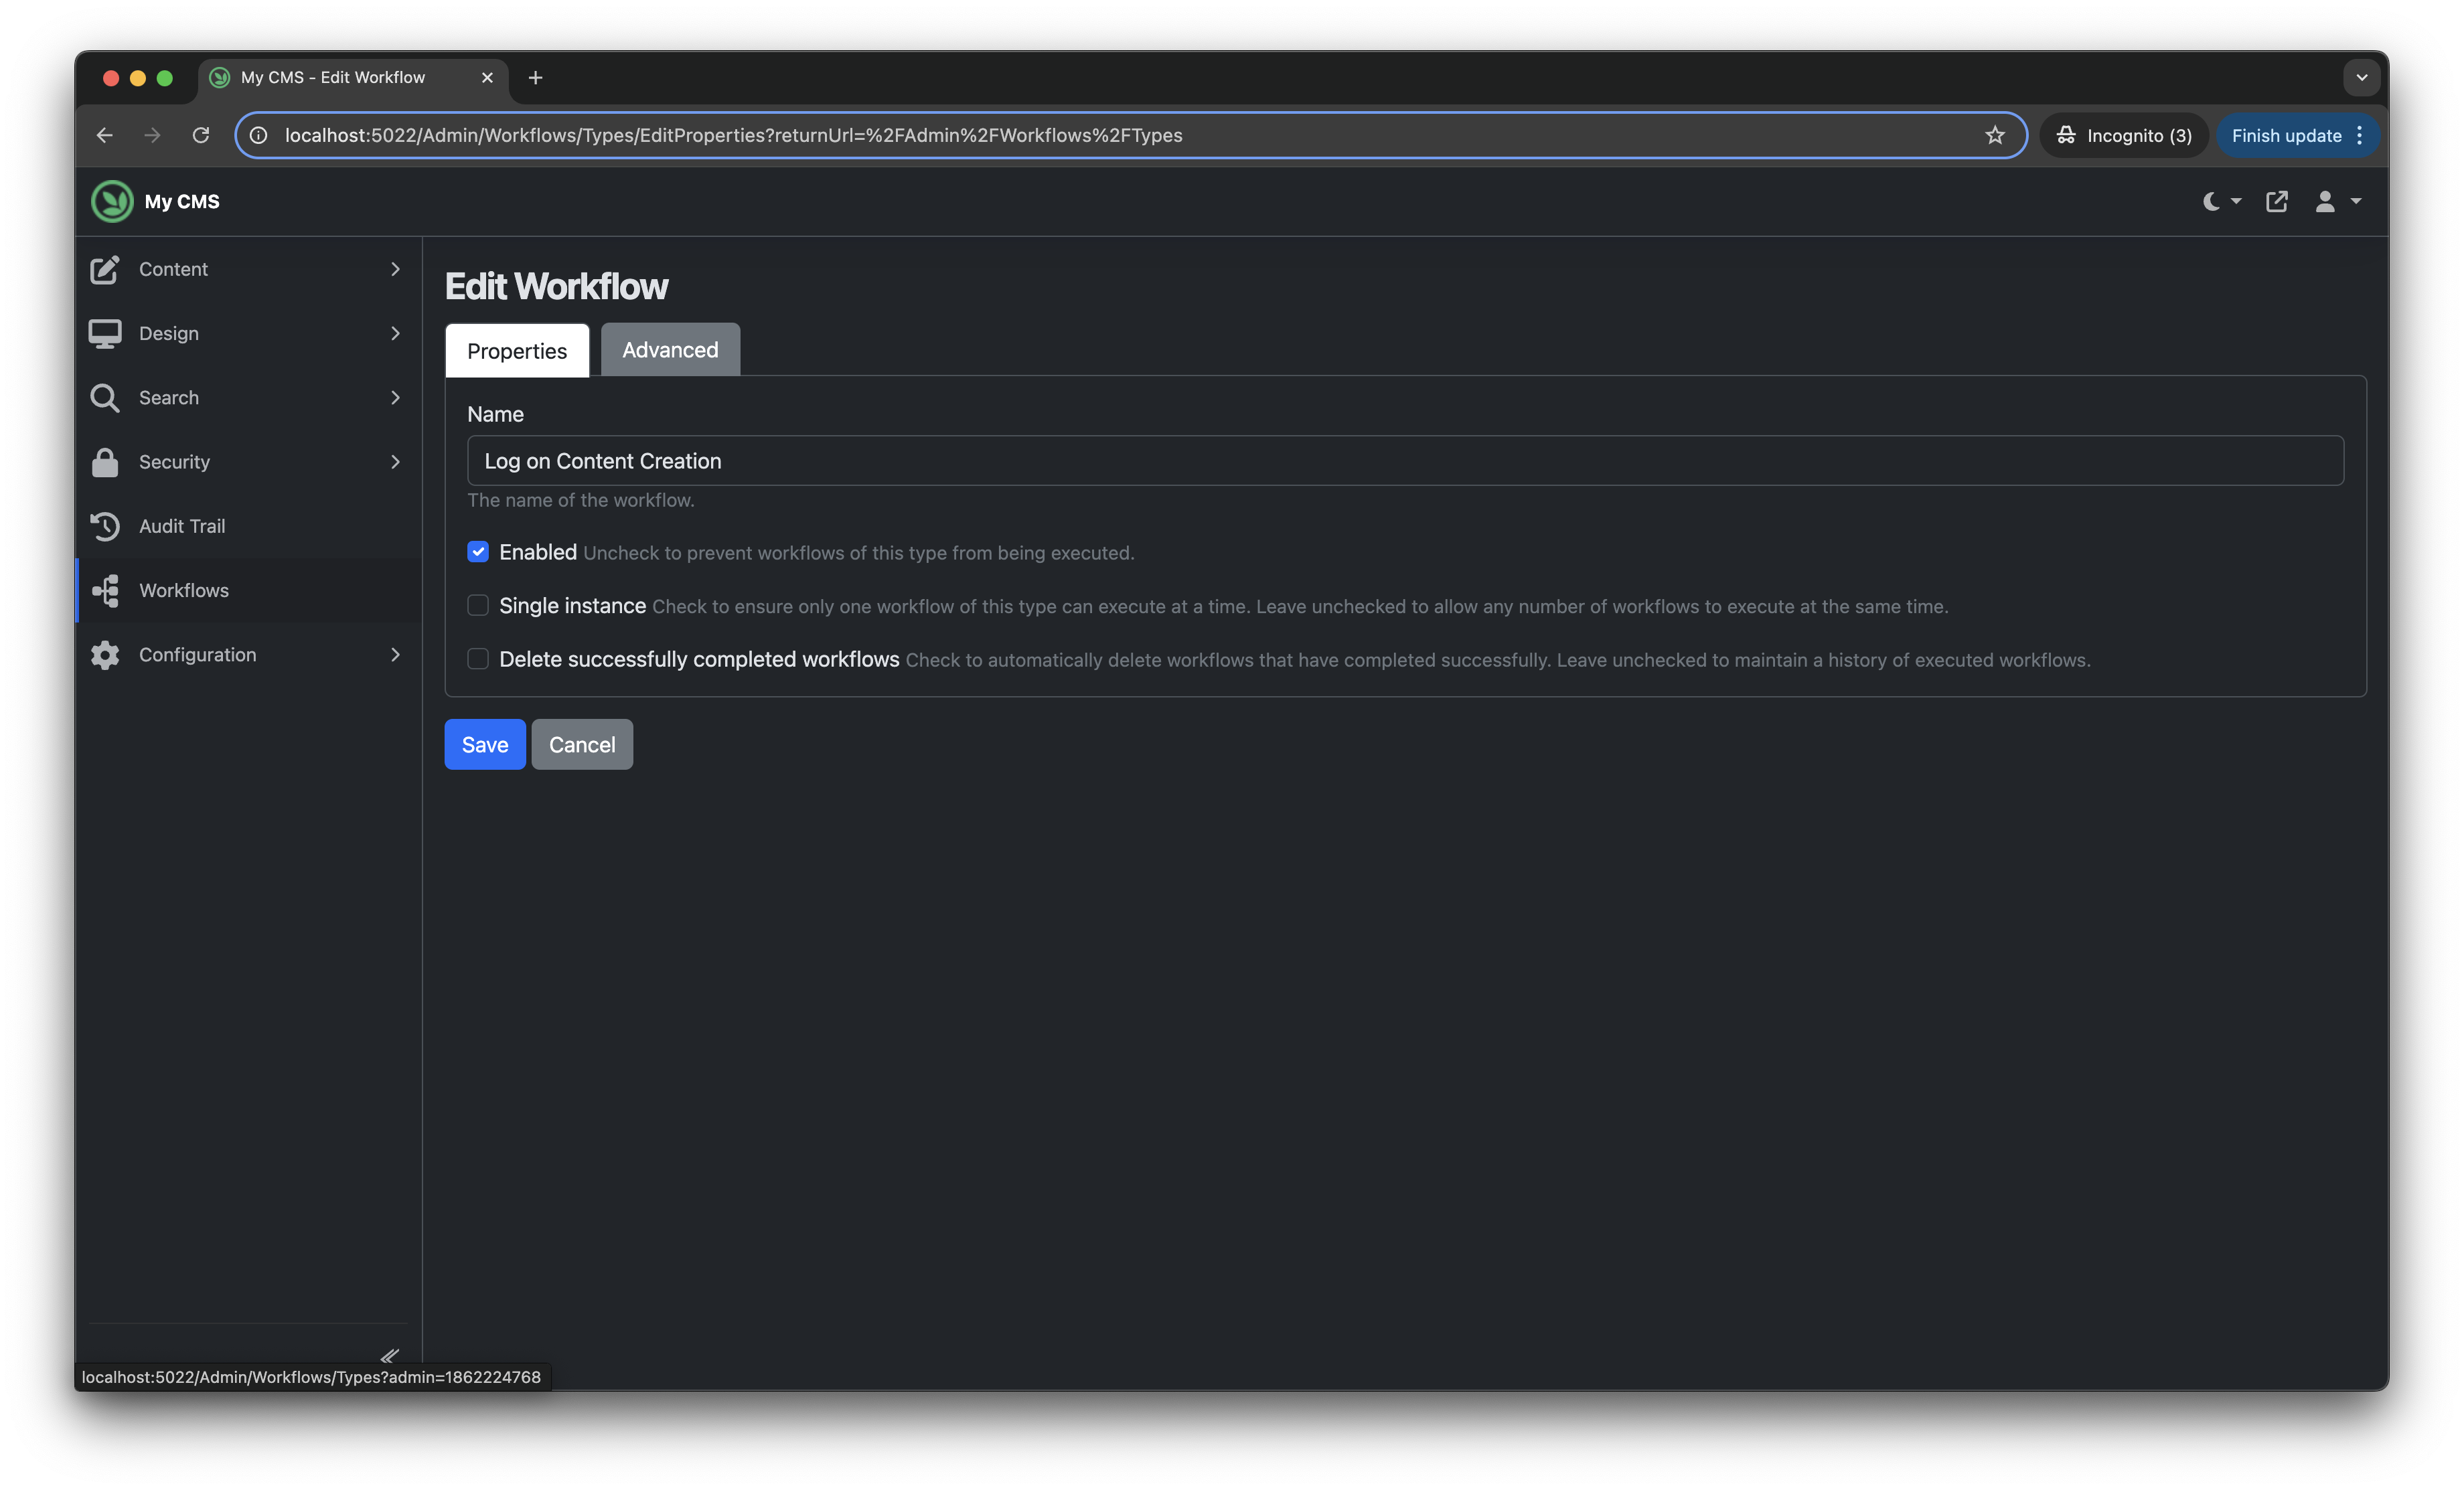 My CMS - Edit Workflow
localhost:5022/Admin/Workflows/Types/EditProperties?returnUrl=%2FAdmin%2FWorkflows%2FTypes
Incognito (3)
Finish update
My CMS
Content
Design
Search
Security
Audit Trail
Workflows
Configuration
Edit Workflow
Properties
Advanced
Name
Log on Content Creation
The name of the workflow.
Enabled Uncheck to prevent workflows of this type from being executed.
Single instance Check to ensure only one workflow of this type can execute at a time. Leave unchecked to allow any number of workflows to execute at the same time.
Delete successfully completed workflows Check to automatically delete workflows that have completed successfully. Leave unchecked to maintain a history of executed workflows.
Save
Cancel
localhost:5022/Admin/Workflows/Types?admin=1862224768